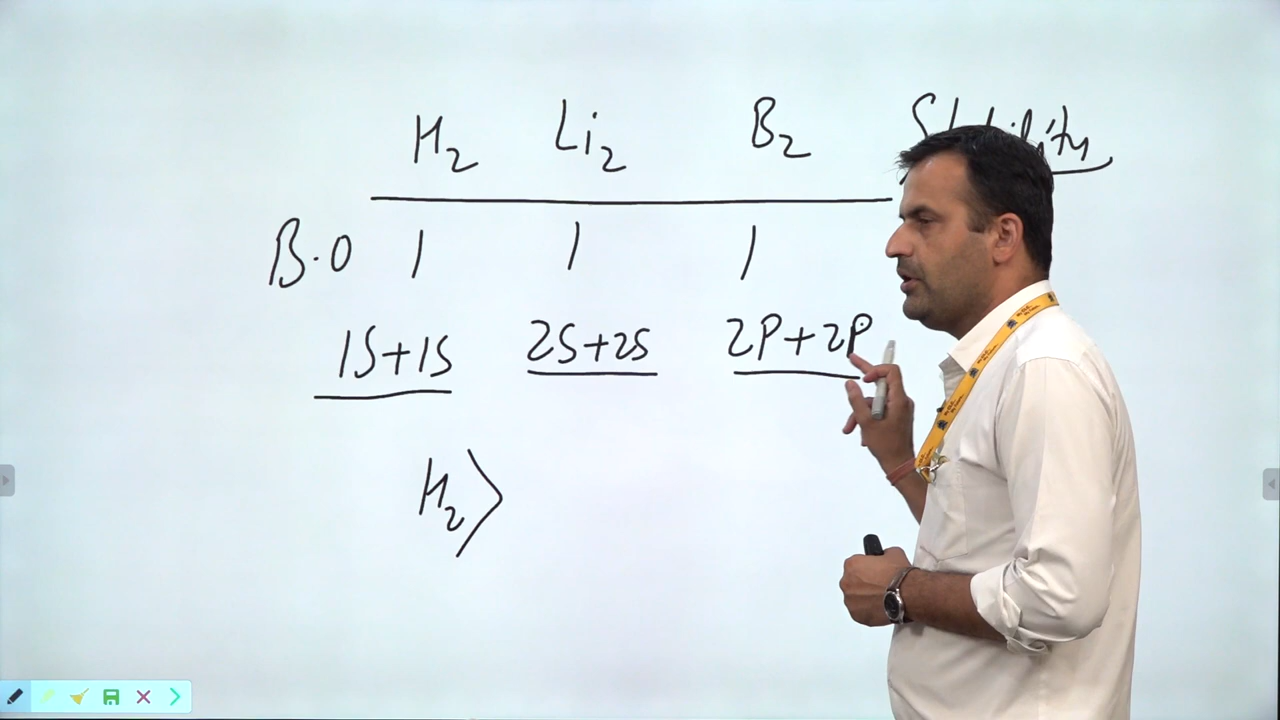 H₂ Li₂ B₂
B.O 1 1 1
1S+1S 2S+2S 2P+2P
H₂ >